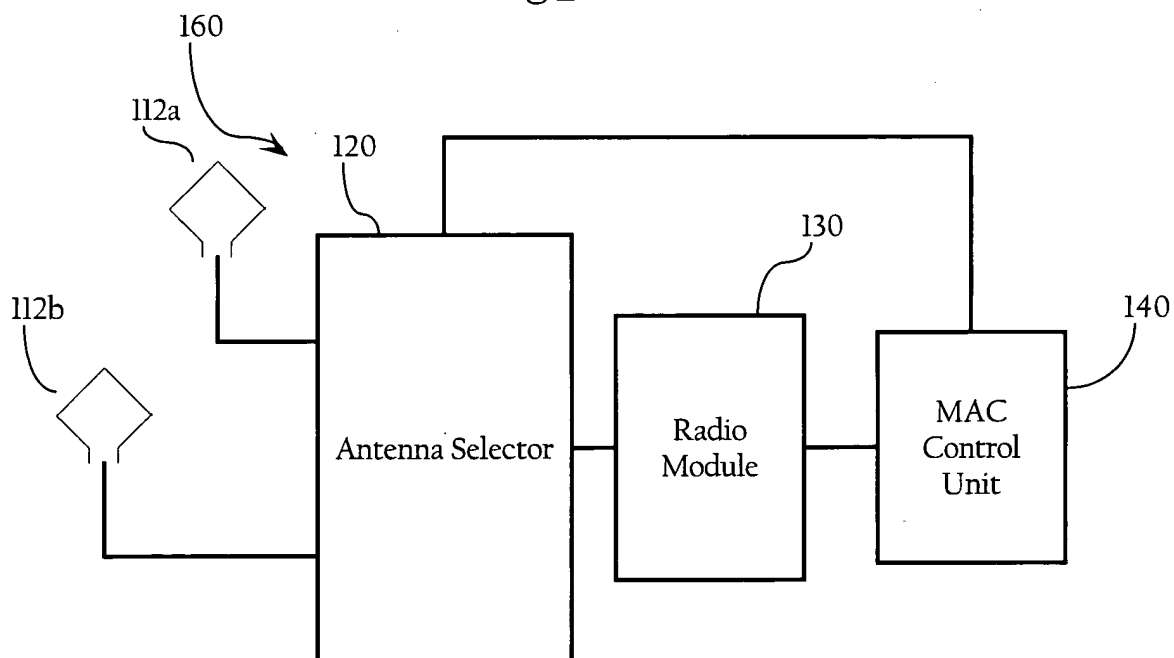 160
112a
120
130
112b
140
Antenna Selector
Radio
Module
MAC
Control
Unit